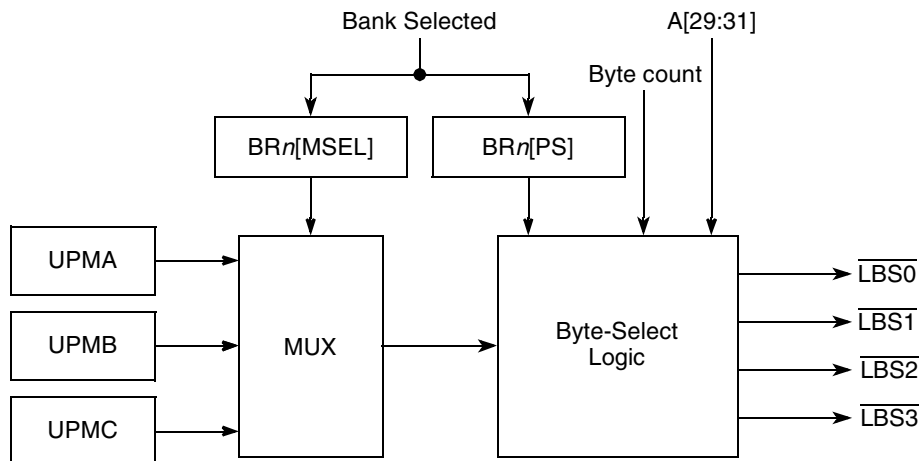 Bank Selected
A[29:31]
Byte count
BRn[MSEL]
BRn[PS]
UPMA
UPMB
UPMC
MUX
Byte-Select
Logic
LBS0
LBS1
LBS2
LBS3